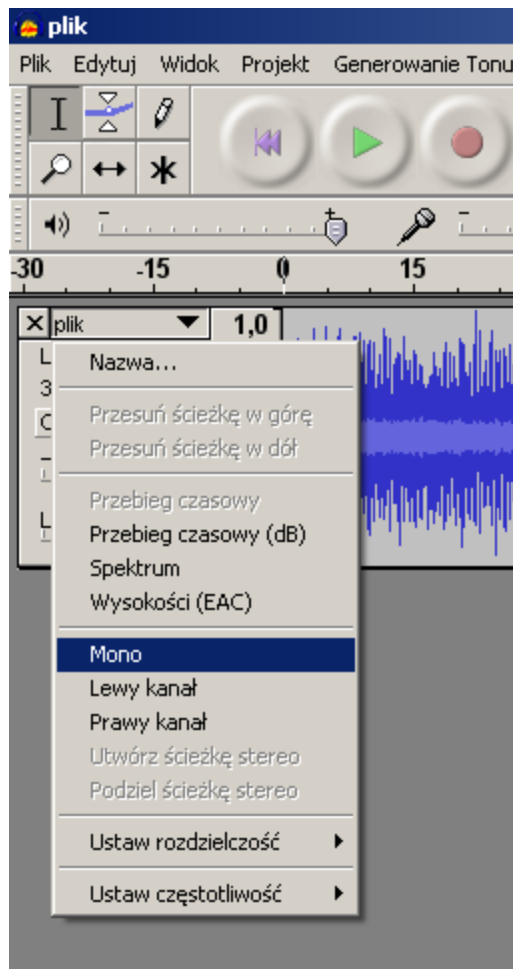 plik
Plik Edytuj Widok Projekt Generowanie Tonu
-30 -15 0 15
plik 1,0
L
3
Nazwa...
Przesuń ścieżkę w górę
Przesuń ścieżkę w dół
Przebieg czasowy
Przebieg czasowy (dB)
Spektrum
Wysokości (EAC)
Mono
Lewy kanał
Prawy kanał
Utwórz ścieżkę stereo
Podziel ścieżkę stereo
Ustaw rozdzielczość
Ustaw częstotliwość